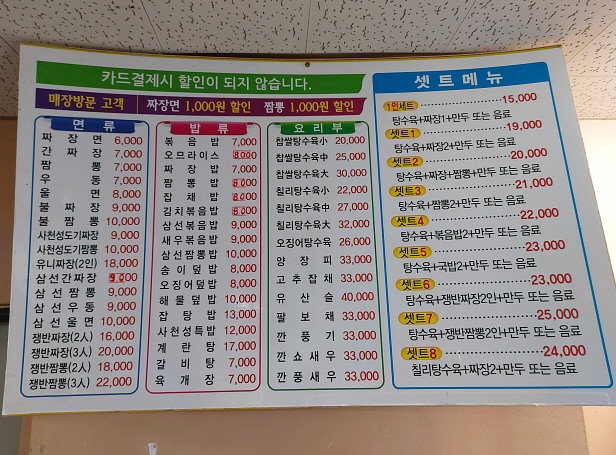 카드결제시 할인이 되지 않습니다.
매장방문 고객 짜장면 1,000원 할인 짬뽕 1,000원 할인
면 류
짜장면 6,000
간짜장 7,000
짬뽕 7,000
우동 7,000
울면 8,000
불짜장 9,000
불짬뽕 10,000
사천성도기짜장 9,000
사천성도기짬뽕 10,000
유니짜장(2인) 18,000
삼선간짜장 9000
삼선짬뽕 9,000
삼선우동 9,000
삼선울면 10,000
쟁반짜장(2人) 16,000
쟁반짜장(3人) 20,000
쟁반짬뽕(2人) 18,000
쟁반짬뽕(3人) 22,000
밥 류
볶음밥 7,000
오므라이스 8000
짜장밥 7,000
짬뽕밥 8000
잡채밥 8000
김치볶음밥 8000
삼선볶음밥 9,000
새우볶음밥 9,000
삼선짬뽕밥 10,000
송이덮밥 8,000
오징어덮밥 8,000
해물덮밥 10,000
잡탕밥 13,000
사천성특밥 12,000
계란탕 17,000
갈비탕 7,000
육개장 7,000
요 리 부
찹쌀탕수육小 20,000
찹쌀탕수육中 25,000
찹쌀탕수육大 30,000
칠리탕수육小 22,000
칠리탕수육中 27,000
칠리탕수육大 32,000
오징어탕수육 26,000
양장피 33,000
고추잡채 33,000
유산슬 40,000
팔보채 33,000
깐풍기 33,000
깐쇼새우 33,000
깐풍새우 33,000
셋트메뉴
1인세트 15,000
탕수육+짜장1+만두 또는 음료
셋트1 19,000
탕수육+짜장2+만두 또는 음료
셋트2 20,000
탕수육+짜장+짬뽕+만두 또는 음료
셋트3 21,000
탕수육+짬뽕2+만두 또는 음료
셋트4 22,000
탕수육+볶음밥2+만두 또는 음료
셋트5 23,000
탕수육+국밥2+만두 또는 음료
셋트6 23,000
탕수육+쟁반짜장2인+만두 또는 음료
셋트7 25,000
탕수육+쟁반짬뽕2인+만두 또는 음료
셋트8 24,000
칠리탕수육+짜장2+만두 또는 음료